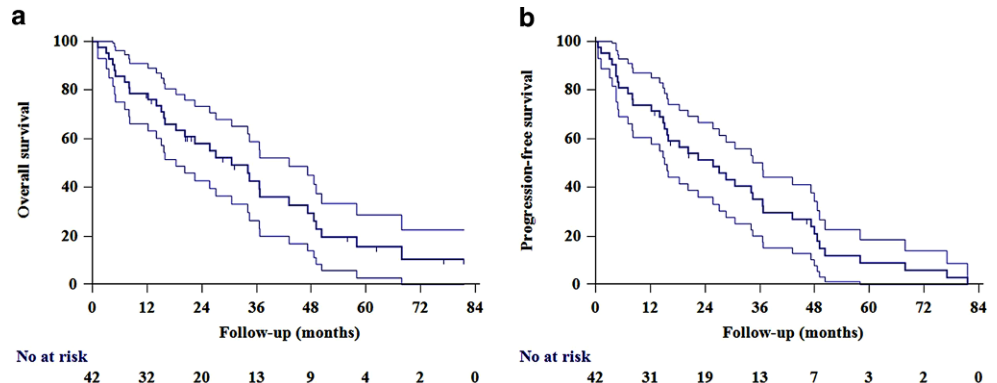 a
b
100
80
60
40
20
0
Overall survival
0 12 24 36 48 60 72 84
Follow-up (months)
No at risk
42 32 20 13 9 4 2 0
100
80
60
40
20
0
Progression-free survival
0 12 24 36 48 60 72 84
Follow-up (months)
No at risk
42 31 19 13 7 3 2 0